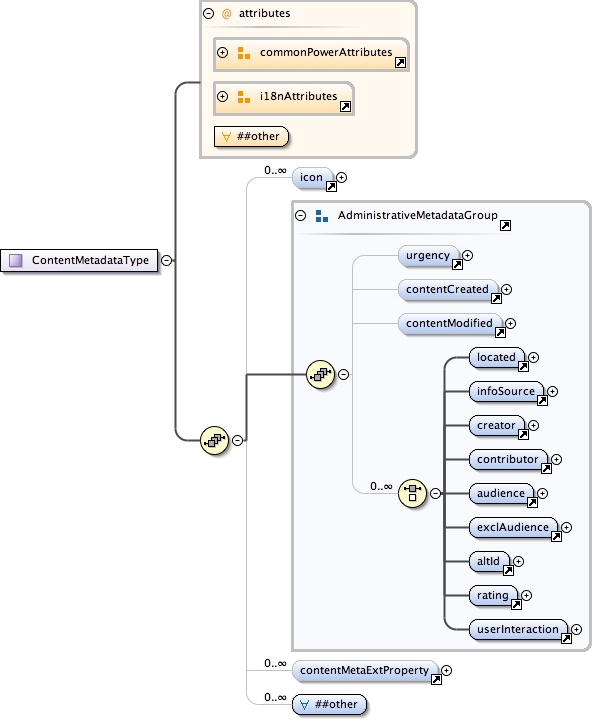 @ attributes
commonPowerAttributes
i18nAttributes
##other
0..∞
icon
AdministrativeMetadataGroup
urgency
ContentMetadataType
contentCreated
contentModified
located
infoSource
creator
contributor
0..∞
audience
exclAudience
altId
rating
userInteraction
0..∞
contentMetaExtProperty
0..∞
##other